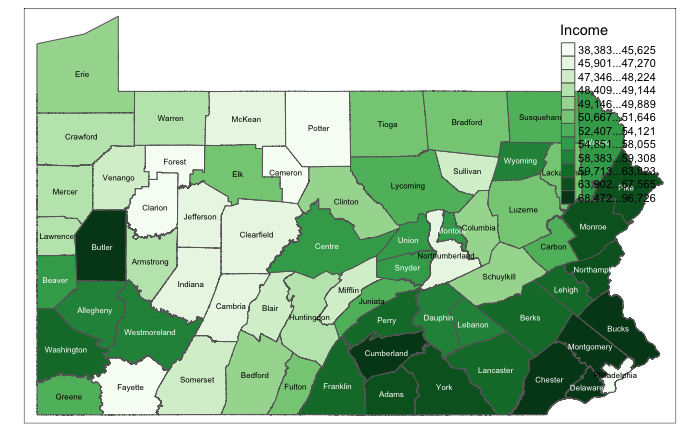 Income
38,383...45,625
45,901...47,270
47,346...48,224
48,409...49,144
49,146...49,889
50,667...51,646
52,407...54,121
54,851...58,055
58,383...59,308
59,713...63,823
63,902...67,565
68,472...96,726
Erie
Warren
McKean
Potter
Tioga
Bradford
Susquehann
Crawford
Forest
Wyoming
Venango
Elk
Cameron
Sullivan
Lacka
Pike
Mercer
Clinton
Lycoming
Clarion
Jefferson
Luzerne
Lawrence
Butler
Clearfield
Centre
Union
Montou
Columbia
Monroe
Carbon
Armstrong
Northumberland
Snyder
Schuylkill
Northampt
Beaver
Indiana
Mifflin
Juniata
Lehigh
Allegheny
Cambria
Blair
Huntingdon
Perry
Dauphin
Lebanon
Berks
Bucks
Westmoreland
Washington
Montgomery
Cumberland
Lancaster
Philadelphia
Somerset
Bedford
Fulton
Franklin
Fayette
Adams
York
Chester
Delaware
Greene